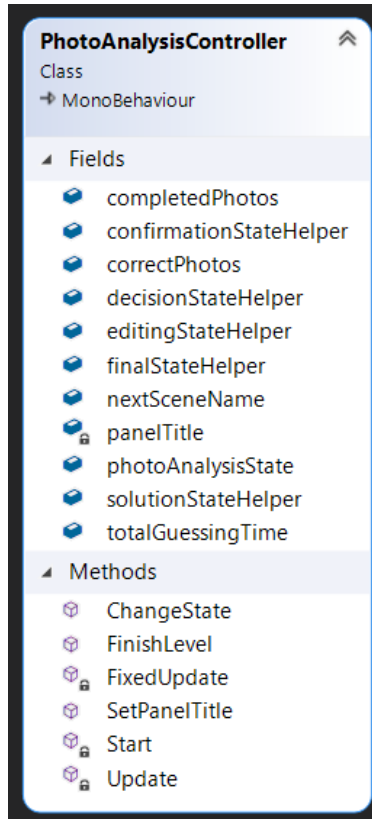 PhotoAnalysisController
Class
MonoBehaviour
Fields
completedPhotos
confirmationStateHelper
correctPhotos
decisionStateHelper
editingStateHelper
finalStateHelper
nextSceneName
panelTitle
photoAnalysisState
solutionStateHelper
totalGuessingTime
Methods
ChangeState
FinishLevel
FixedUpdate
SetPanelTitle
Start
Update